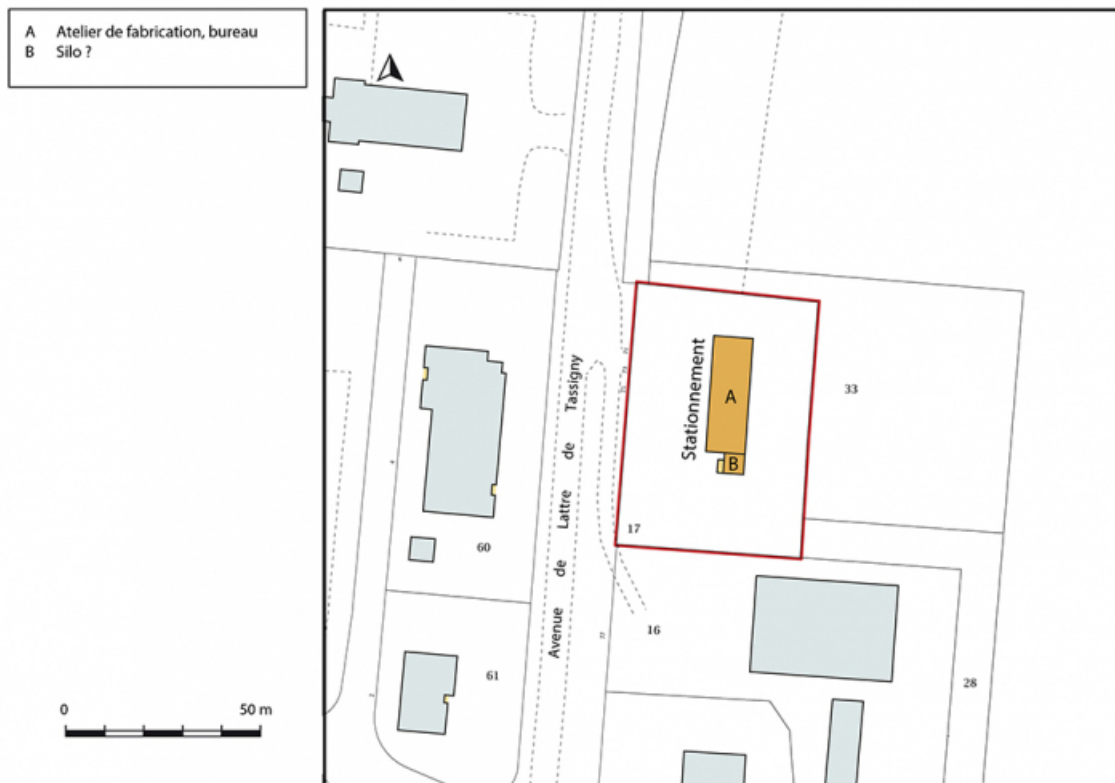 A Atelier de fabrication, bureau
B Silo ?
Stationnement
A
B
33
17
Avenue de Lattre de Tassigny
60
16
61
28
0 50 m